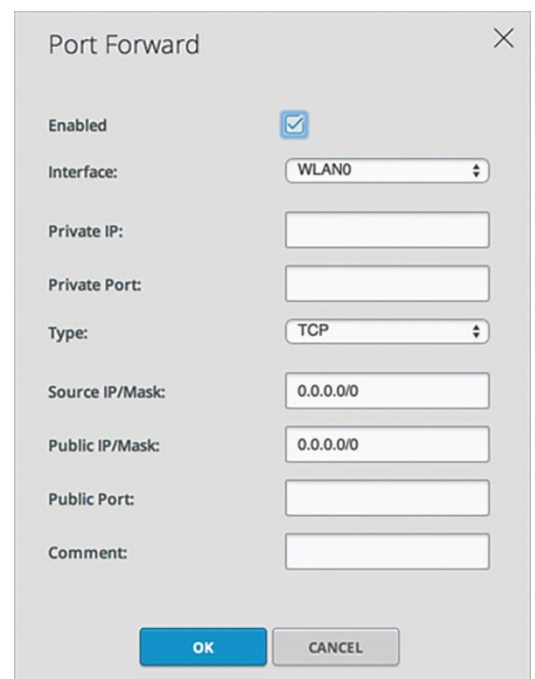 Port Forward
Enabled
Interface: WLAN0
Private IP:
Private Port:
Type: TCP
Source IP/Mask: 0.0.0.0/0
Public IP/Mask: 0.0.0.0/0
Public Port:
Comment:
OK CANCEL